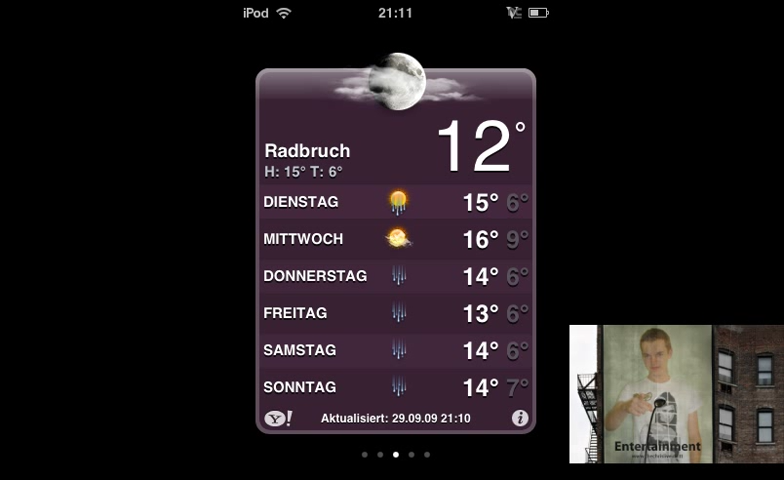 iPod 21:11
12°
Radbruch
H: 15° T: 6°
DIENSTAG 15° 6°
MITTWOCH 16° 9°
DONNERSTAG 14° 6°
FREITAG 13° 6°
SAMSTAG 14° 6°
SONNTAG 14° 7°
Y! Aktualisiert: 29.09.09 21:10 i
Entertainment